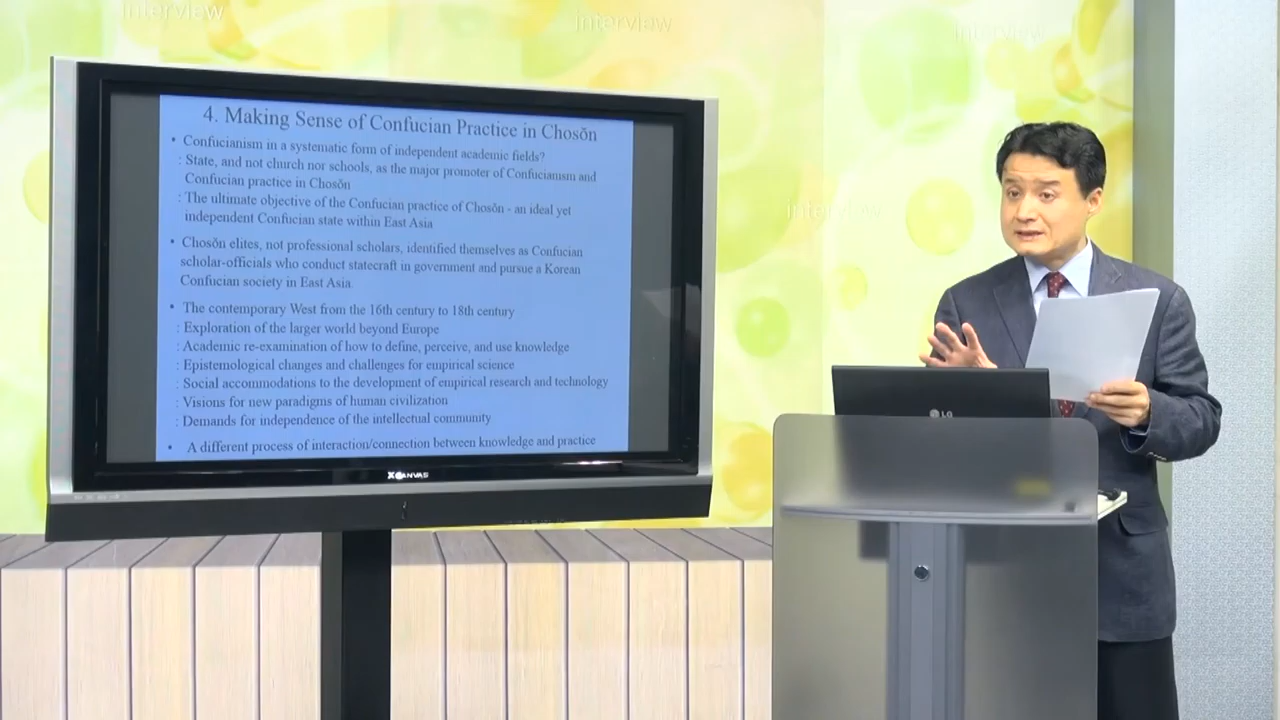 interview
interview
interview
interview
4. Making Sense of Confucian Practice in Chosŏn
• Confucianism in a systematic form of independent academic fields?
: State, and not church nor schools, as the major promoter of Confucianism and
Confucian practice in Chosŏn
: The ultimate objective of the Confucian practice of Chosŏn - an ideal yet
independent Confucian state within East Asia
• Chosŏn elites, not professional scholars, identified themselves as Confucian
scholar-officials who conduct statecraft in government and pursue a Korean
Confucian society in East Asia.
• The contemporary West from the 16th century to 18th century
: Exploration of the larger world beyond Europe
: Academic re-examination of how to define, perceive, and use knowledge
: Epistemological changes and challenges for empirical science
: Social accommodations to the development of empirical research and technology
: Visions for new paradigms of human civilization
: Demands for independence of the intellectual community
• A different process of interaction/connection between knowledge and practice
XCANVAS
LG